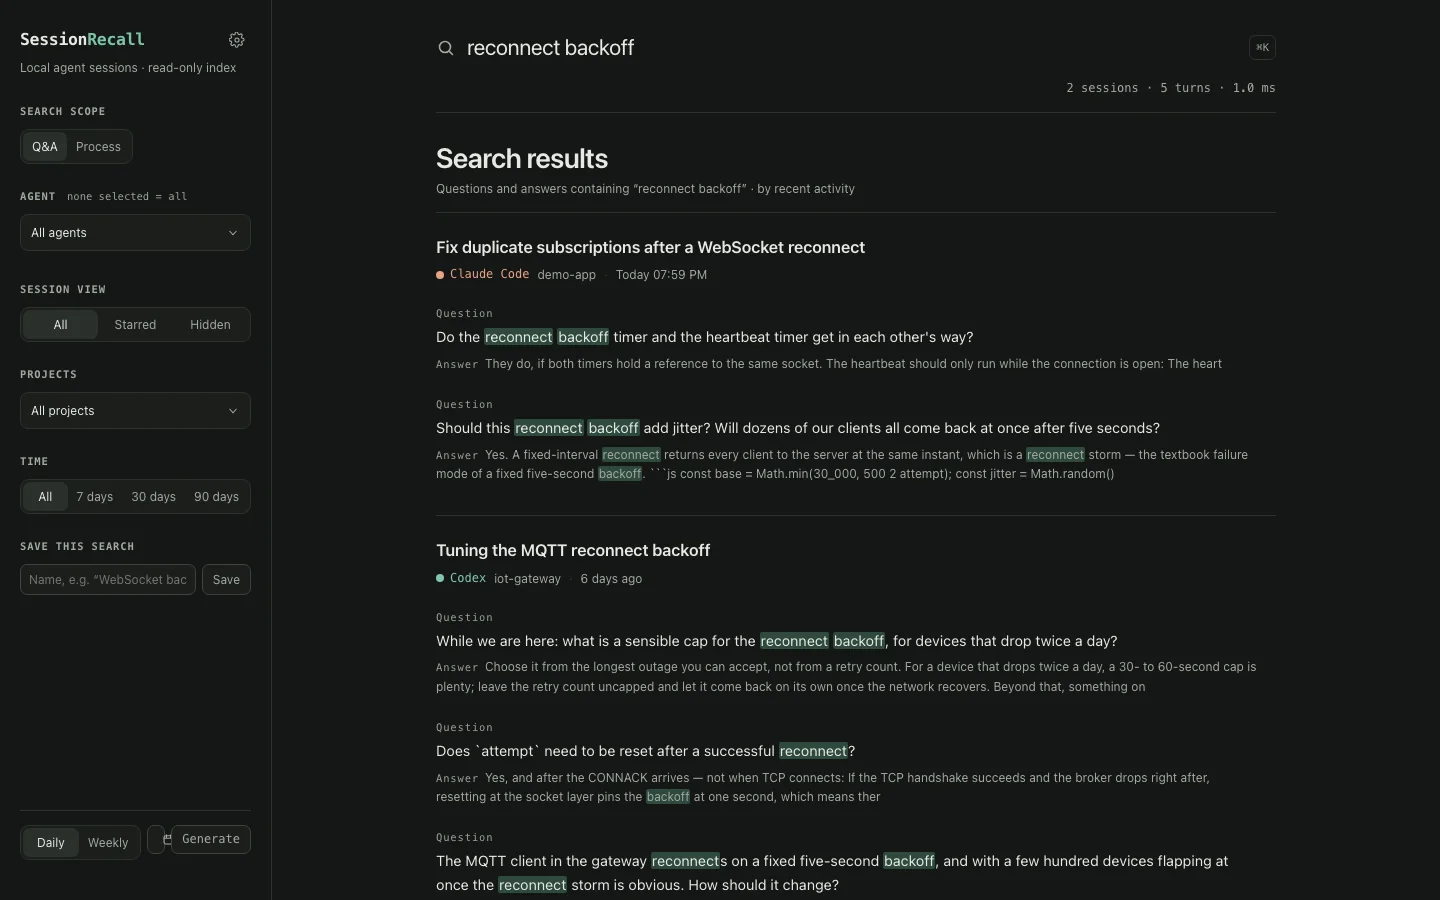 SessionRecall
Local agent sessions · read-only index
SEARCH SCOPE
Q&A Process
AGENT none selected = all
All agents
SESSION VIEW
All Starred Hidden
PROJECTS
All projects
TIME
All 7 days 30 days 90 days
SAVE THIS SEARCH
Name, e.g. "WebSocket bac Save
Daily Weekly Generate
reconnect backoff ⌘K
2 sessions · 5 turns · 1.0 ms
Search results
Questions and answers containing “reconnect backoff” · by recent activity
Fix duplicate subscriptions after a WebSocket reconnect
Claude Code demo-app · Today 07:59 PM
Question
Do the reconnect backoff timer and the heartbeat timer get in each other's way?
Answer They do, if both timers hold a reference to the same socket. The heartbeat should only run while the connection is open: The heart
Question
Should this reconnect backoff add jitter? Will dozens of our clients all come back at once after five seconds?
Answer Yes. A fixed-interval reconnect returns every client to the server at the same instant, which is a reconnect storm — the textbook failure
mode of a fixed five-second backoff. ```js const base = Math.min(30_000, 500 2 attempt); const jitter = Math.random()
Tuning the MQTT reconnect backoff
Codex iot-gateway · 6 days ago
Question
While we are here: what is a sensible cap for the reconnect backoff, for devices that drop twice a day?
Answer Choose it from the longest outage you can accept, not from a retry count. For a device that drops twice a day, a 30- to 60-second cap is
plenty; leave the retry count uncapped and let it come back on its own once the network recovers. Beyond that, something on
Question
Does `attempt` need to be reset after a successful reconnect?
Answer Yes, and after the CONNACK arrives — not when TCP connects: If the TCP handshake succeeds and the broker drops right after,
resetting at the socket layer pins the backoff at one second, which means ther
Question
The MQTT client in the gateway reconnects on a fixed five-second backoff, and with a few hundred devices flapping at
once the reconnect storm is obvious. How should it change?